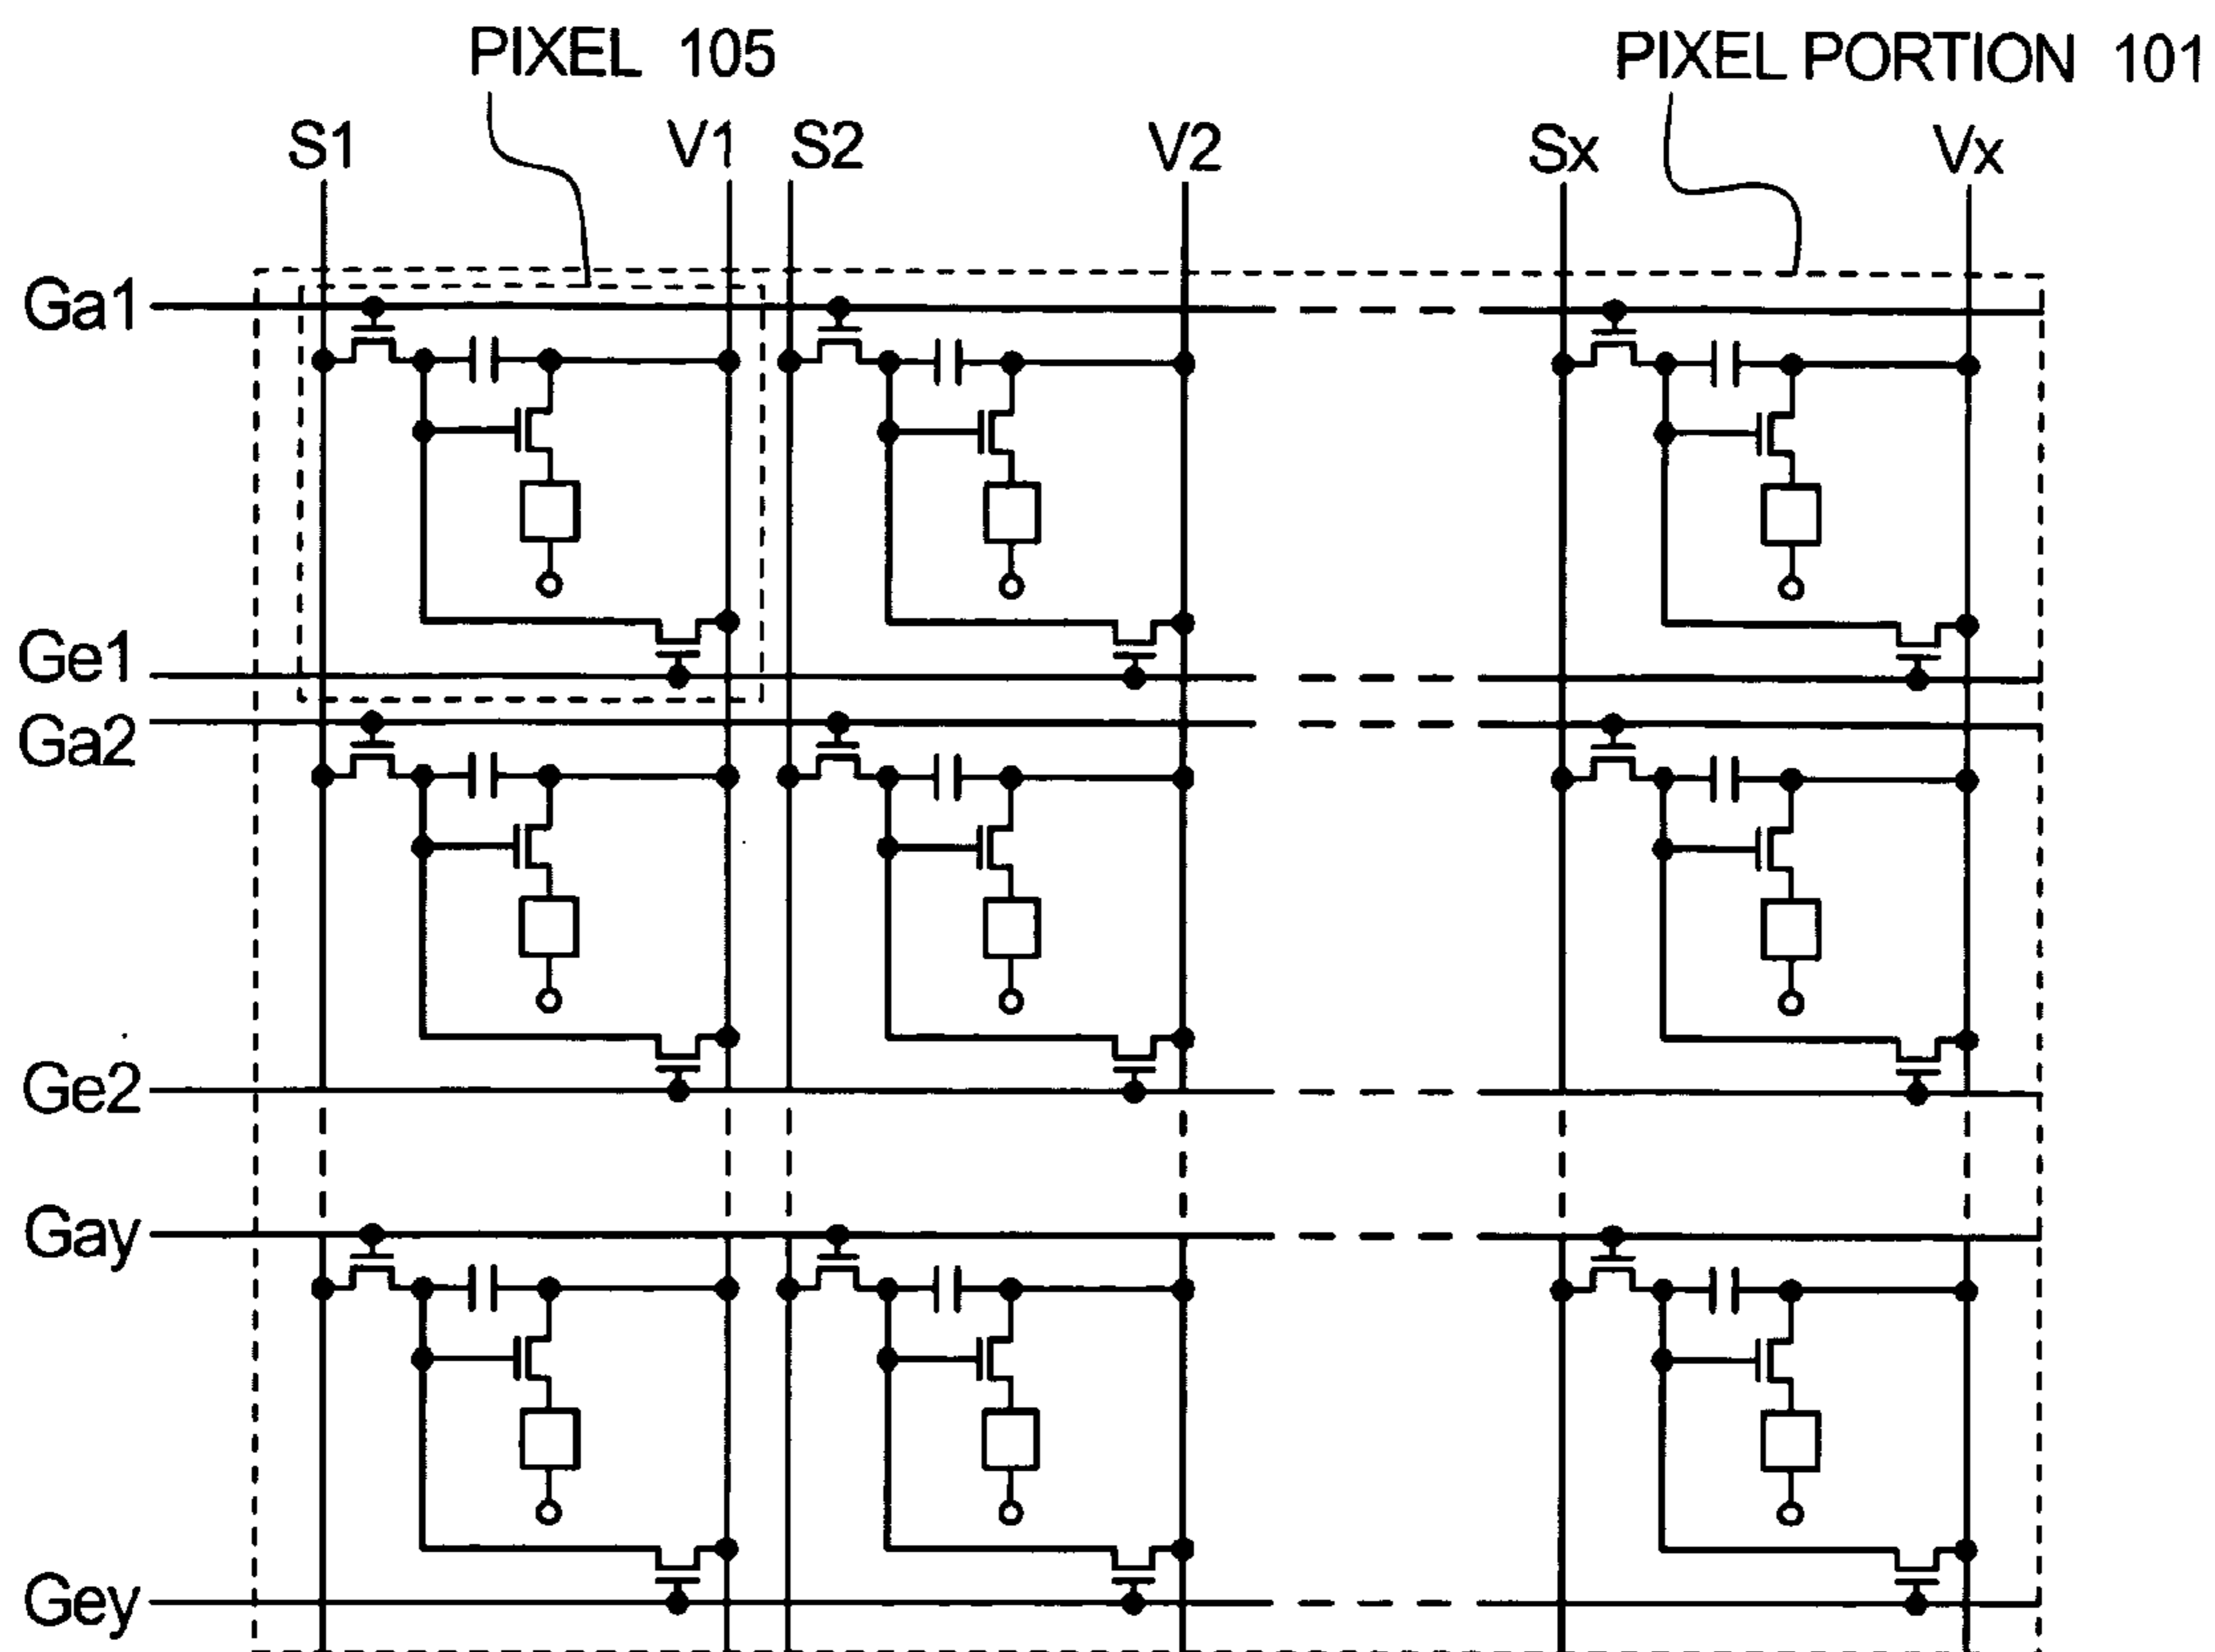 PIXEL 105
PIXEL PORTION 101
S1
V1
S2
V2
Sx
Vx
Ga1
Ge1
Ga2
Ge2
Gay
Gey